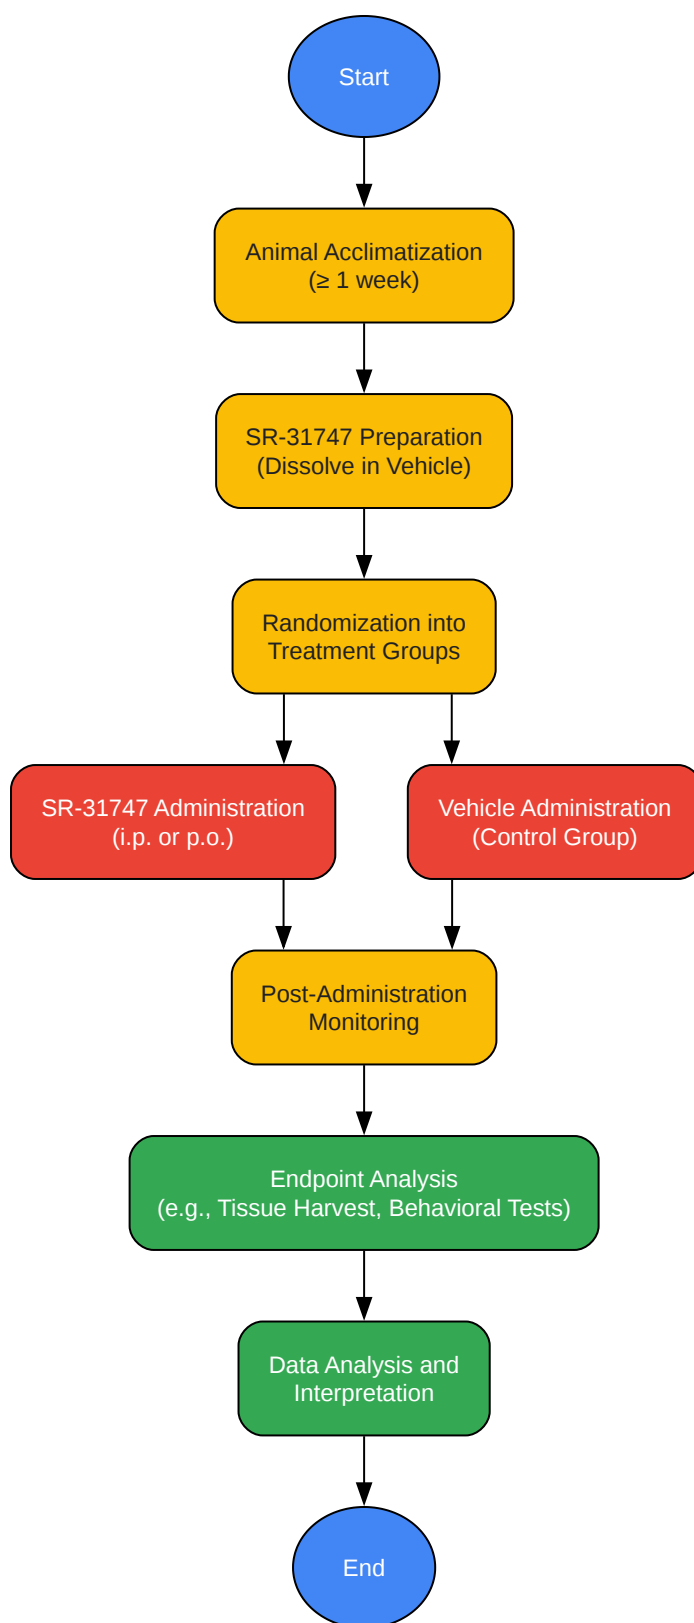 Start
Animal Acclimatization
(≥ 1 week)
SR-31747 Preparation
(Dissolve in Vehicle)
Randomization into
Treatment Groups
SR-31747 Administration
(i.p. or p.o.)
Vehicle Administration
(Control Group)
Post-Administration
Monitoring
Endpoint Analysis
(e.g., Tissue Harvest, Behavioral Tests)
Data Analysis and
Interpretation
End